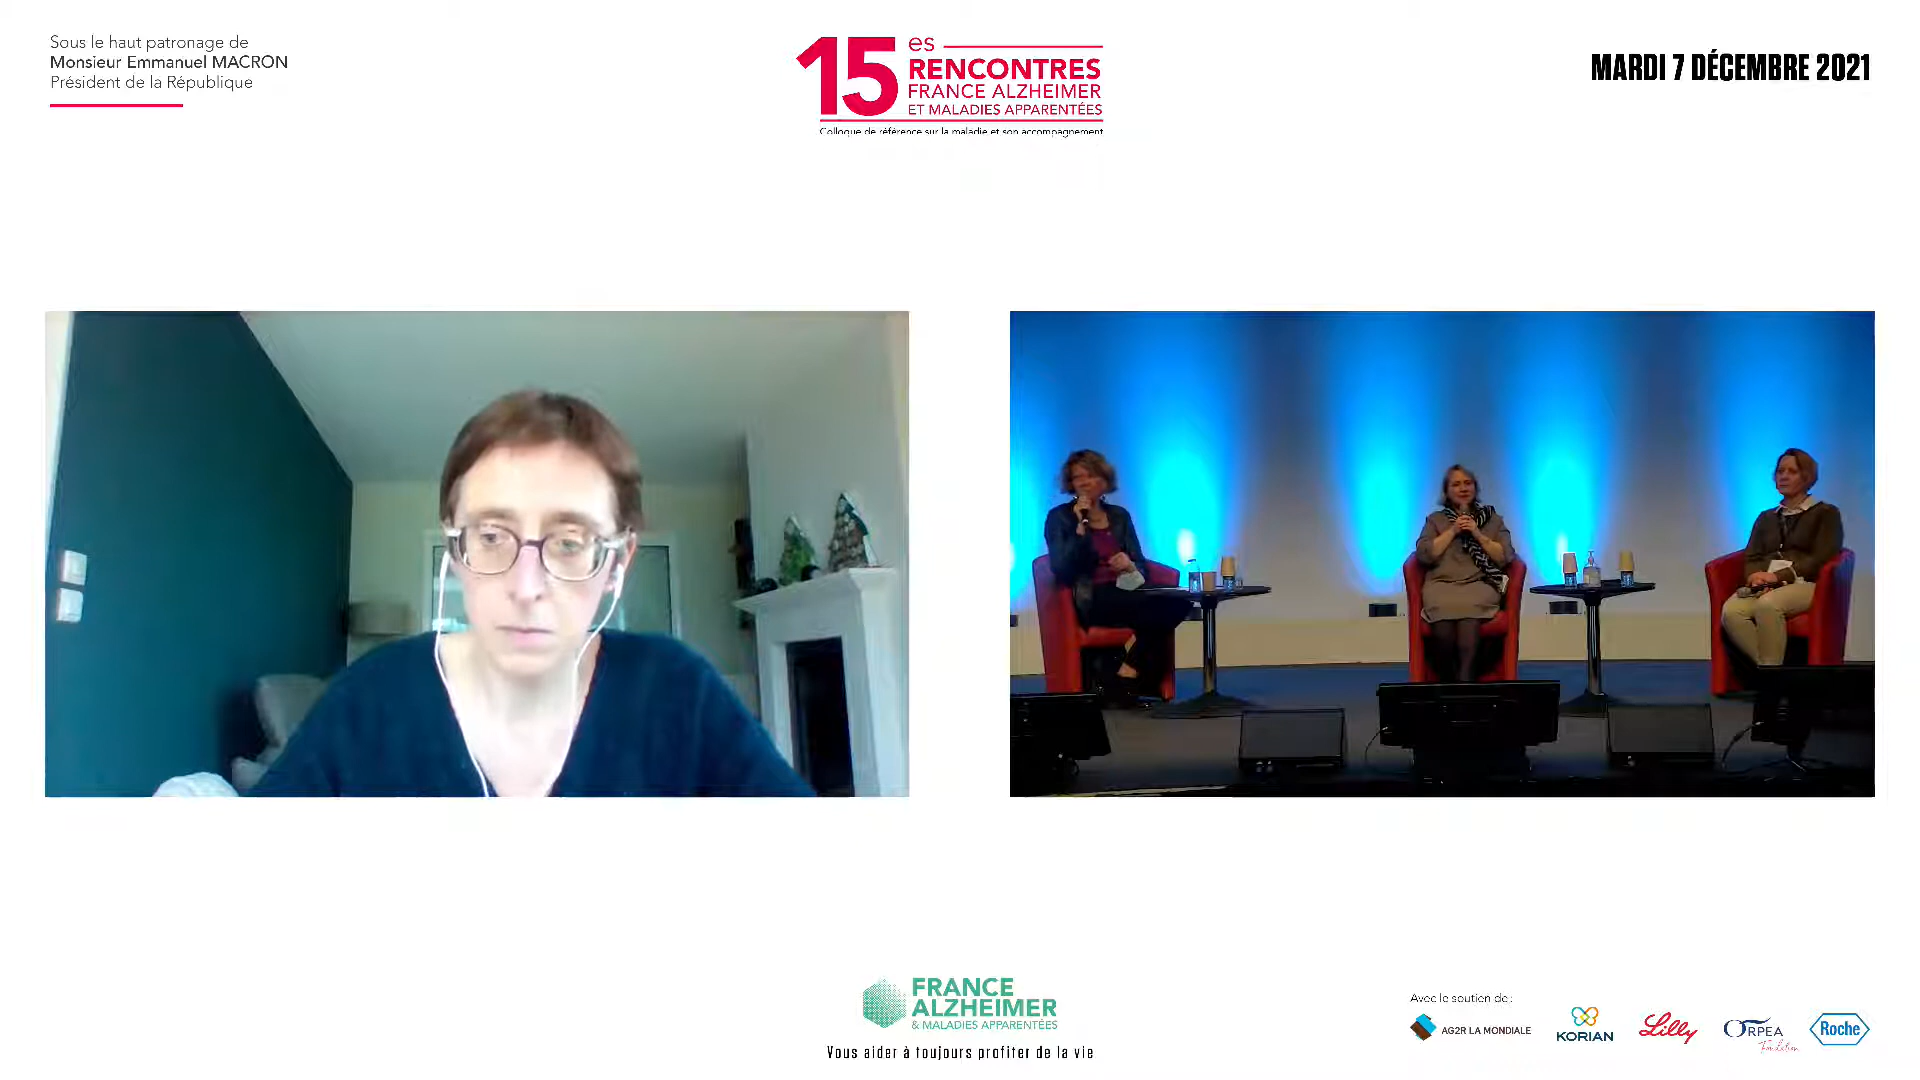 Sous le haut patronage de
Monsieur Emmanuel MACRON
Président de la République
15es
RENCONTRES
FRANCE ALZHEIMER
ET MALADIES APPARENTÉES
Colloque de référence sur la maladie et son accompagnement
MARDI 7 DÉCEMBRE 2021
FRANCE
ALZHEIMER
& MALADIES APPARENTÉES
Vous aider à toujours profiter de la vie
Avec le soutien de :
AG2R LA MONDIALE
KORIAN
Lilly
ORPEA
Fondation
Roche